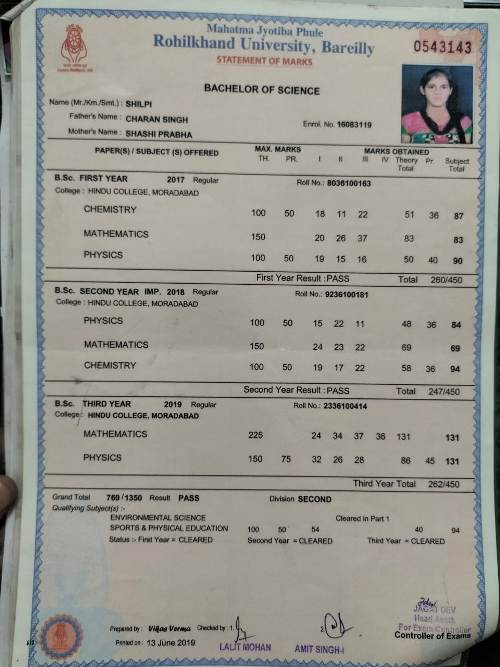 Mahatma Jyotiba Phule
Rohilkhand University, Bareilly
0543143
STATEMENT OF MARKS
BACHELOR OF SCIENCE
Name (Mr./Km./Smt.) : SHILPI
Father's Name : CHARAN SINGH
Enrol. No. 16083119
Mother's Name : SHASHI PRABHA
PAPER(S) / SUBJECT (S) OFFERED MAX. MARKS MARKS OBTAINED
TH. PR. I II III IV Theory Total Pr. Subject Total
B.Sc. FIRST YEAR 2017 Regular Roll No.: 8036100163
College : HINDU COLLEGE, MORADABAD
CHEMISTRY 100 50 18 11 22 51 36 87
MATHEMATICS 150 20 26 37 83 83
PHYSICS 100 50 19 15 16 50 40 90
First Year Result : PASS Total 260/450
B.Sc. SECOND YEAR IMP. 2018 Regular Roll No.: 9236100181
College : HINDU COLLEGE, MORADABAD
PHYSICS 100 50 15 22 11 48 36 84
MATHEMATICS 150 24 23 22 69 69
CHEMISTRY 100 50 19 17 22 58 36 94
Second Year Result : PASS Total 247/450
B.Sc. THIRD YEAR 2019 Regular Roll No.: 2336100414
College : HINDU COLLEGE, MORADABAD
MATHEMATICS 225 24 34 37 36 131 131
PHYSICS 150 75 32 26 28 86 45 131
Third Year Total 262/450
Grand Total 769 / 1350 Result PASS Division SECOND
Qualifying Subject(s) :-
ENVIRONMENTAL SCIENCE Cleared in Part 1
SPORTS & PHYSICAL EDUCATION 100 50 54 40 94
Status :- First Year = CLEARED Second Year = CLEARED Third Year = CLEARED
JAGAT DEV
Head Asstt.
For Exam Controller
Prepared by : Vikas Verma Checked by : 1. 2.
Controller of Exams
Printed on : 13 June 2019 LALIT MOHAN AMIT SINGH-I